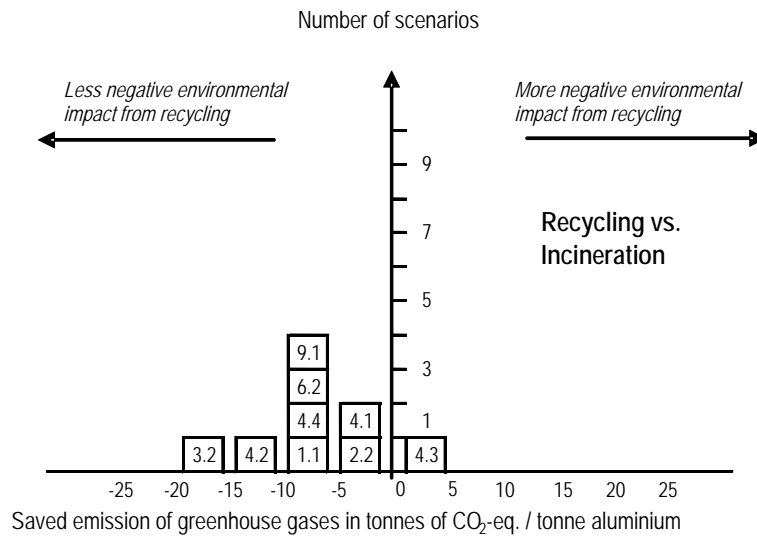 Number of scenarios
Less negative environmental
impact from recycling
More negative environmental
impact from recycling
9
7
5
3
1
Recycling vs.
Incineration
9.1
6.2
4.4
4.1
3.2
4.2
1.1
2.2
4.3
-25 -20 -15 -10 -5 0 5 10 15 20 25
Saved emission of greenhouse gases in tonnes of CO₂-eq. / tonne aluminium